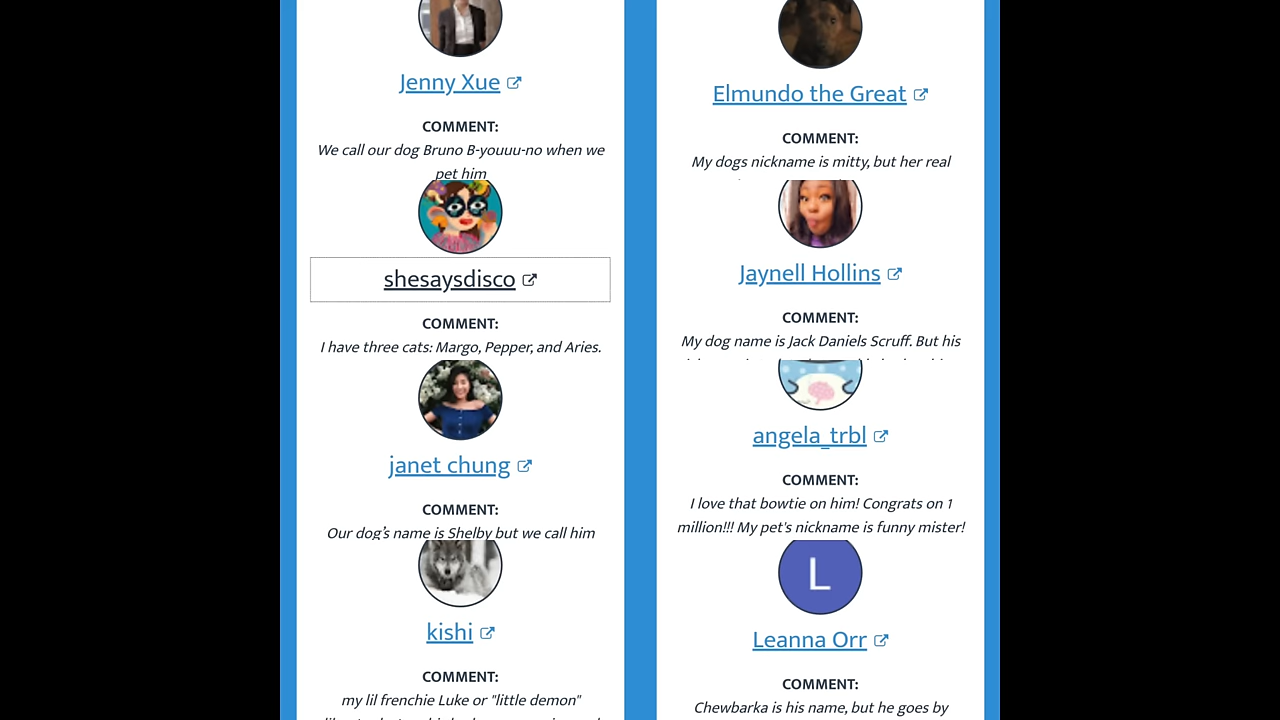 Jenny Xue
COMMENT:
We call our dog Bruno B-youuu-no when we
pet him
Elmundo the Great
COMMENT:
My dogs nickname is mitty, but her real
shesaysdisco
COMMENT:
I have three cats: Margo, Pepper, and Aries.
Jaynell Hollins
COMMENT:
My dog name is Jack Daniels Scruff. But his
janet chung
COMMENT:
Our dog’s name is Shelby but we call him
angela_trbl
COMMENT:
I love that bowtie on him! Congrats on 1
million!!! My pet's nickname is funny mister!
kishi
COMMENT:
my lil frenchie Luke or "little demon"
L
Leanna Orr
COMMENT:
Chewbarka is his name, but he goes by